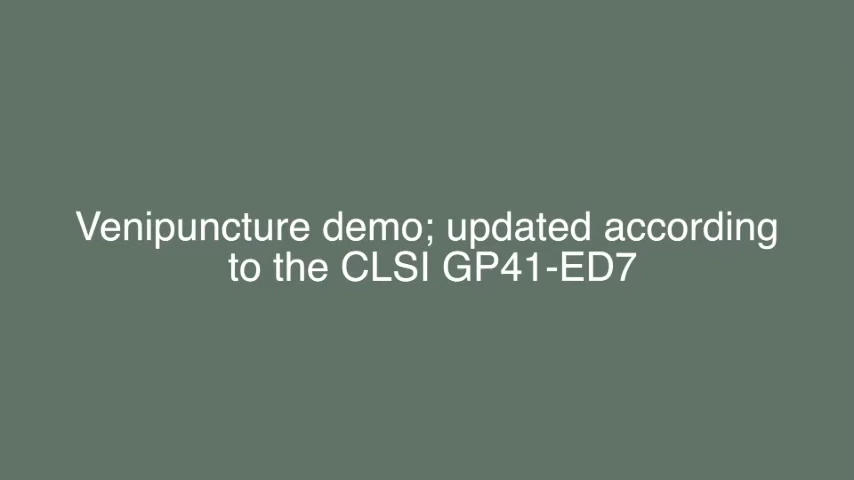 Venipuncture demo; updated according
to the CLSI GP41-ED7